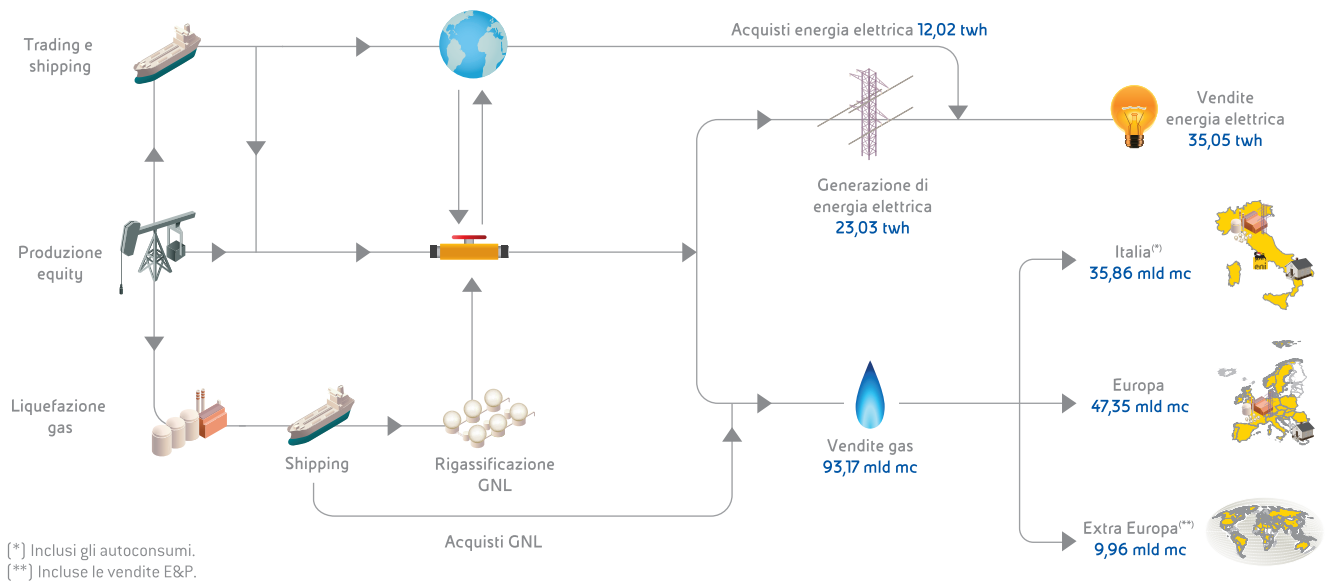 Trading e
shipping
Acquisti energia elettrica 12,02 twh
Vendite
energia elettrica
35,05 twh
Generazione di
energia elettrica
23,03 twh
Produzione
equity
Italia(*)
35,86 mld mc
eni
Liquefazione
gas
Shipping
Rigassificazione
GNL
Vendite gas
93,17 mld mc
Europa
47,35 mld mc
Acquisti GNL
Extra Europa(**)
9,96 mld mc
(*) Inclusi gli autoconsumi.
(**) Incluse le vendite E&P.